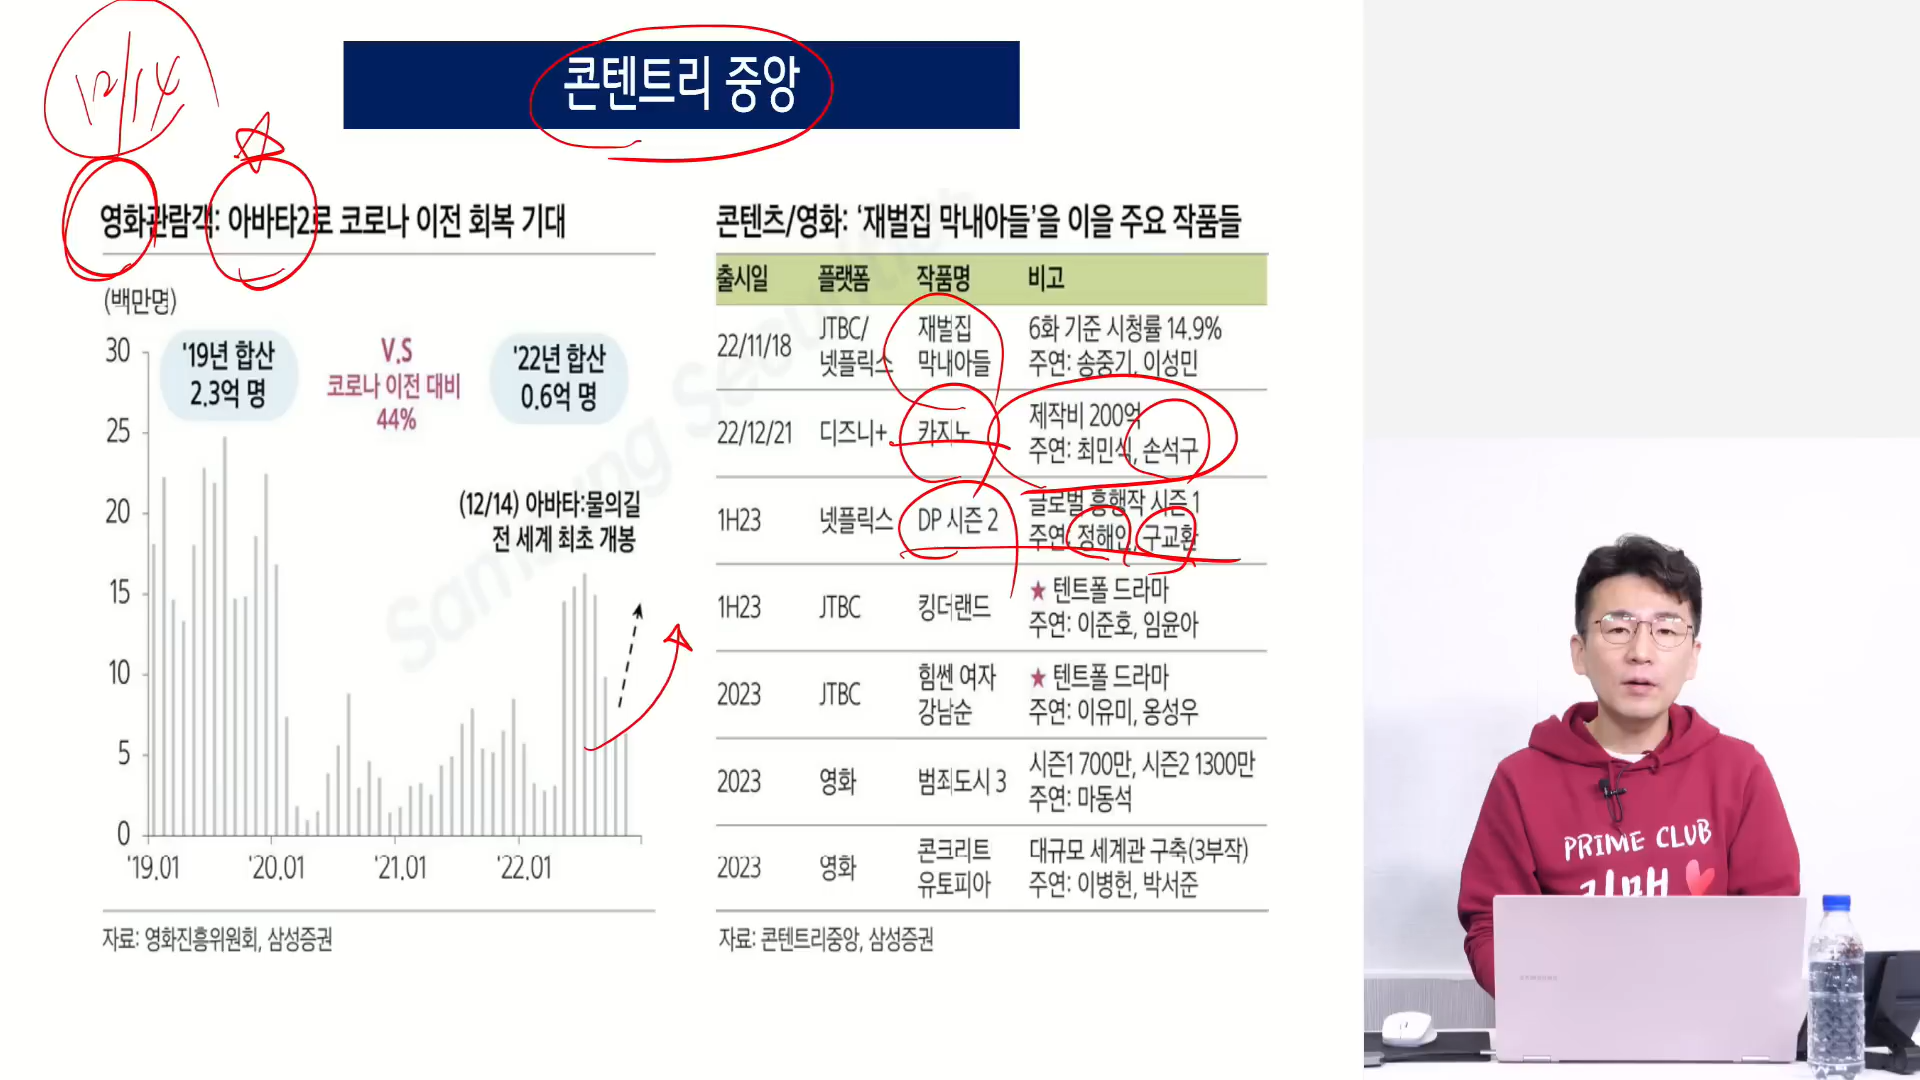 12/14
콘텐트리 중앙
영화관람객: 아바타2로 코로나 이전 회복 기대
(백만명)
'19년 합산
2.3억 명
V.S
코로나 이전 대비
44%
'22년 합산
0.6억 명
(12/14) 아바타:물의길
전 세계 최초 개봉
30
25
20
15
10
5
0
'19.01
'20.01
'21.01
'22.01
자료: 영화진흥위원회, 삼성증권
콘텐츠/영화: ‘재벌집 막내아들’을 이을 주요 작품들
출시일 플랫폼 작품명 비고
22/11/18 JTBC/넷플릭스 재벌집 막내아들 6화 기준 시청률 14.9%
주연: 송중기, 이성민
22/12/21 디즈니+ 카지노 제작비 200억
주연: 최민식, 손석구
1H23 넷플릭스 DP 시즌 2 글로벌 흥행작 시즌 1
주연: 정해인, 구교환
1H23 JTBC 킹더랜드 ★ 텐트폴 드라마
주연: 이준호, 임윤아
2023 JTBC 힘쎈 여자 강남순 ★ 텐트폴 드라마
주연: 이유미, 옹성우
2023 영화 범죄도시 3 시즌1 700만, 시즌2 1300만
주연: 마동석
2023 영화 콘크리트 유토피아 대규모 세계관 구축(3부작)
주연: 이병헌, 박서준
자료: 콘텐트리중앙, 삼성증권
PRIME CLUB
SAMSUNG